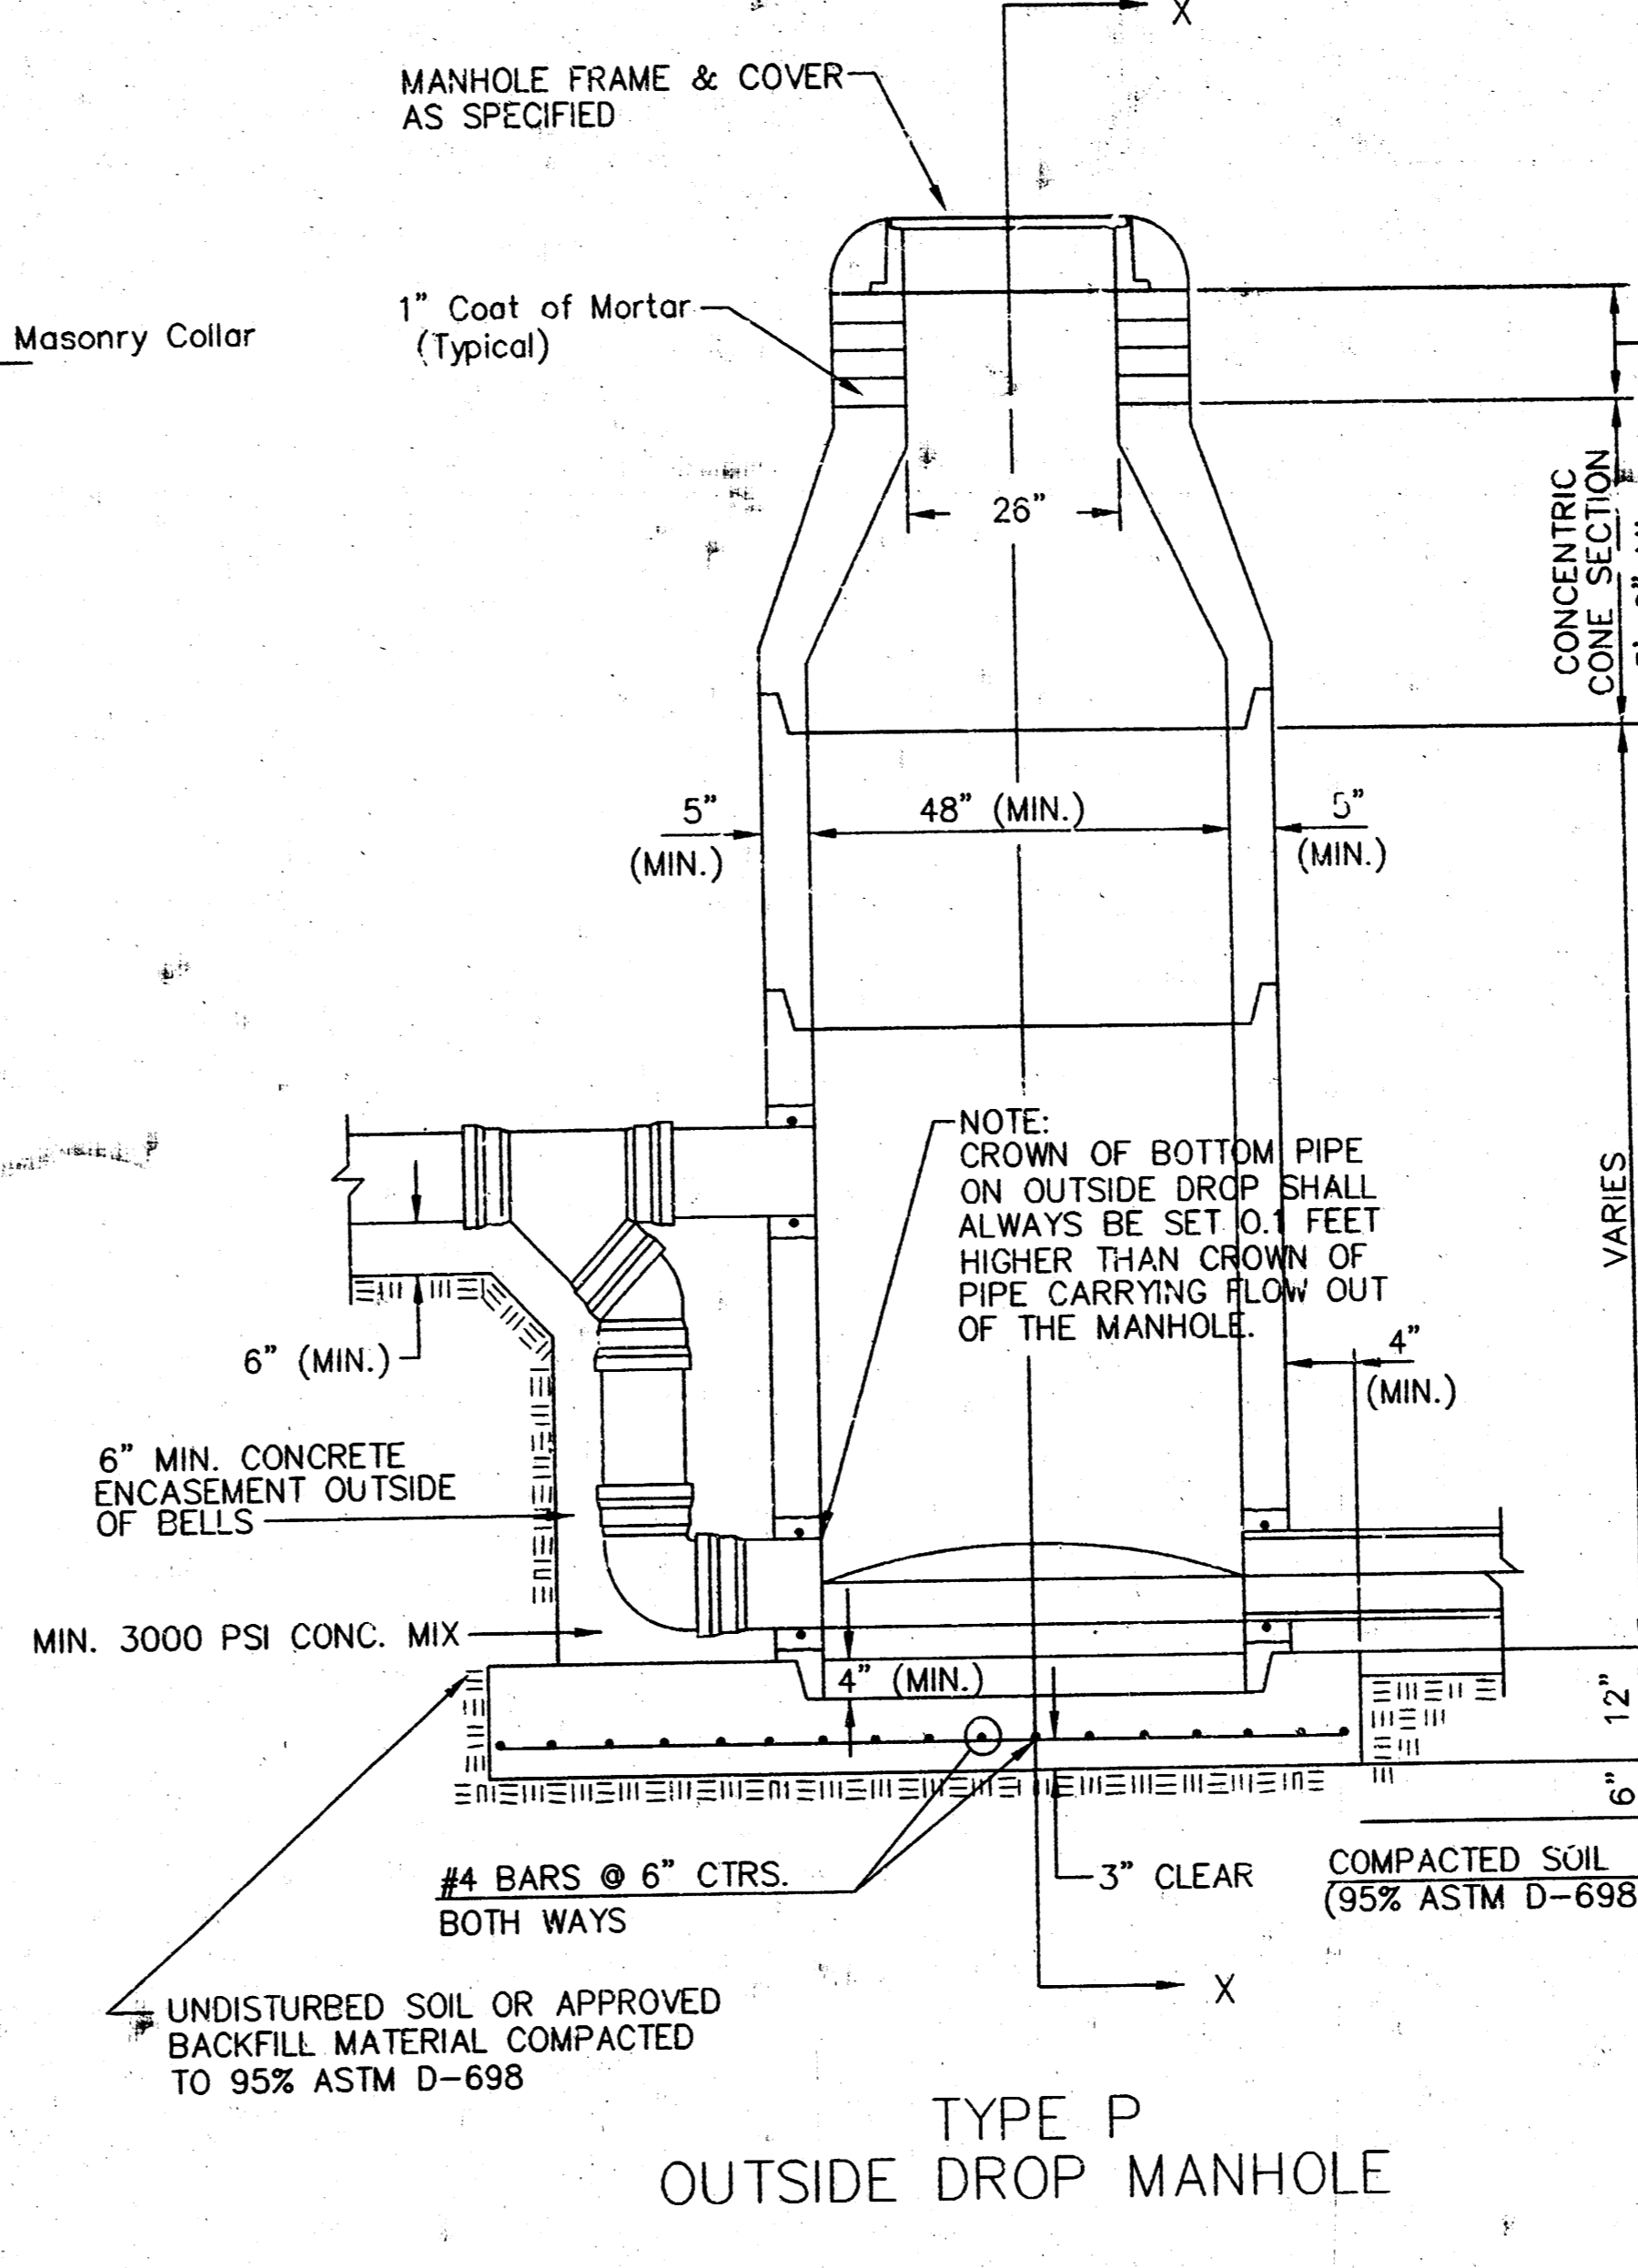 X
MANHOLE FRAME & COVER
AS SPECIFIED
1” Coat of Mortar
(Typical)
Masonry Collar
26”
CONCENTRIC
CONE SECTION
5”
(MIN.)
48” (MIN.)
5”
(MIN.)
NOTE:
CROWN OF BOTTOM PIPE
ON OUTSIDE DROP SHALL
ALWAYS BE SET 0.1 FEET
HIGHER THAN CROWN OF
PIPE CARRYING FLOW OUT
OF THE MANHOLE.
VARIES
6” (MIN.)
4”
(MIN.)
6” MIN. CONCRETE
ENCASEMENT OUTSIDE
OF BELLS
MIN. 3000 PSI CONC. MIX
4” (MIN.)
12”
6”
#4 BARS @ 6” CTRS.
BOTH WAYS
3” CLEAR
COMPACTED SOIL
(95% ASTM D-698
X
UNDISTURBED SOIL OR APPROVED
BACKFILL MATERIAL COMPACTED
TO 95% ASTM D-698
TYPE P
OUTSIDE DROP MANHOLE